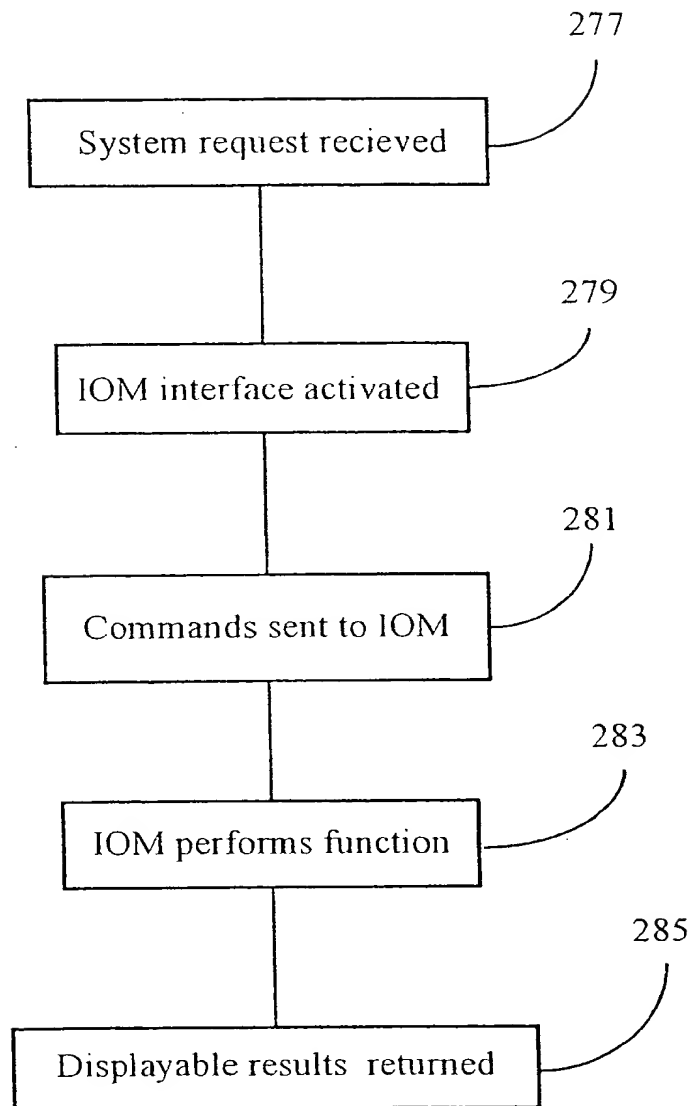 277
System request recieved
279
IOM interface activated
281
Commands sent to IOM
283
IOM performs function
285
Displayable results returned